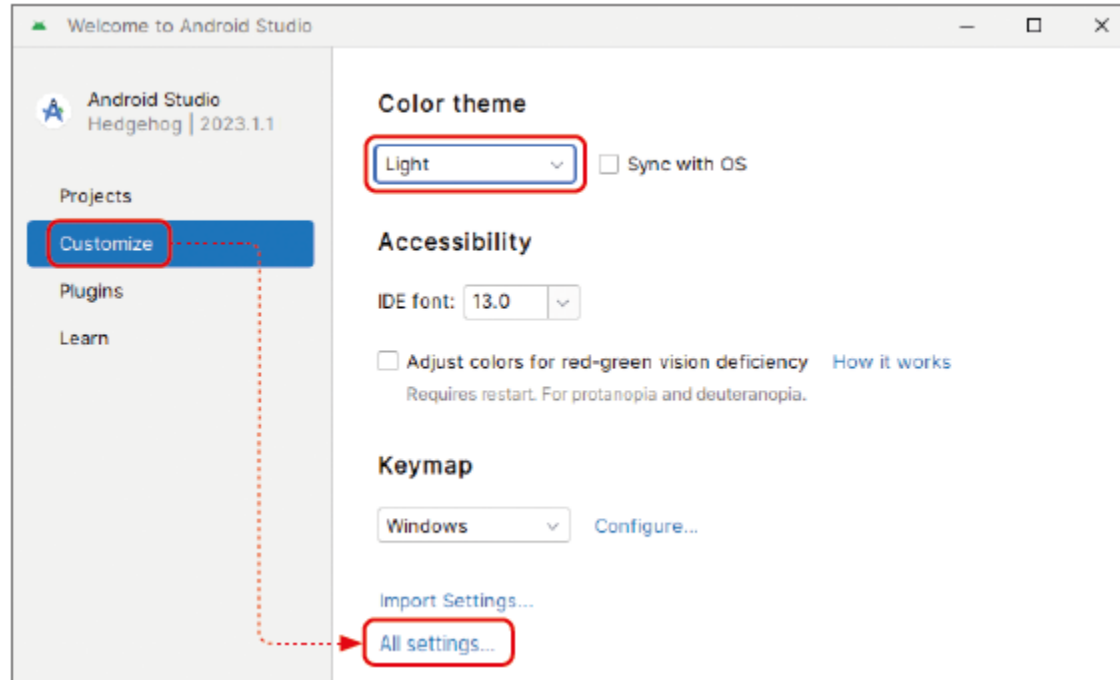 Welcome to Android Studio
Android Studio
Hedgehog | 2023.1.1
Projects
Customize
Plugins
Learn
Color theme
Light
Sync with OS
Accessibility
IDE font: 13.0
Adjust colors for red-green vision deficiency How it works
Requires restart. For protanopia and deuteranopia.
Keymap
Windows Configure...
Import Settings...
All settings...